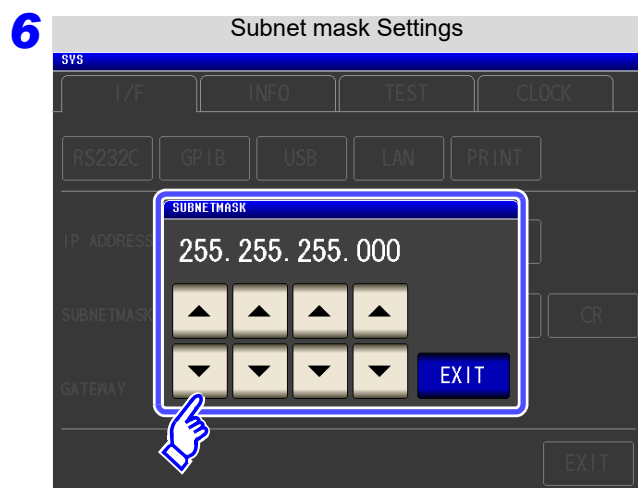 6
Subnet mask Settings
SYS
I/F INFO TEST CLOCK
RS232C GPIB USB LAN PRINT
SUBNETMASK
IP ADDRESS
255. 255. 255. 000
SUBNETMASK CR
EXIT
GATEWAY
EXIT